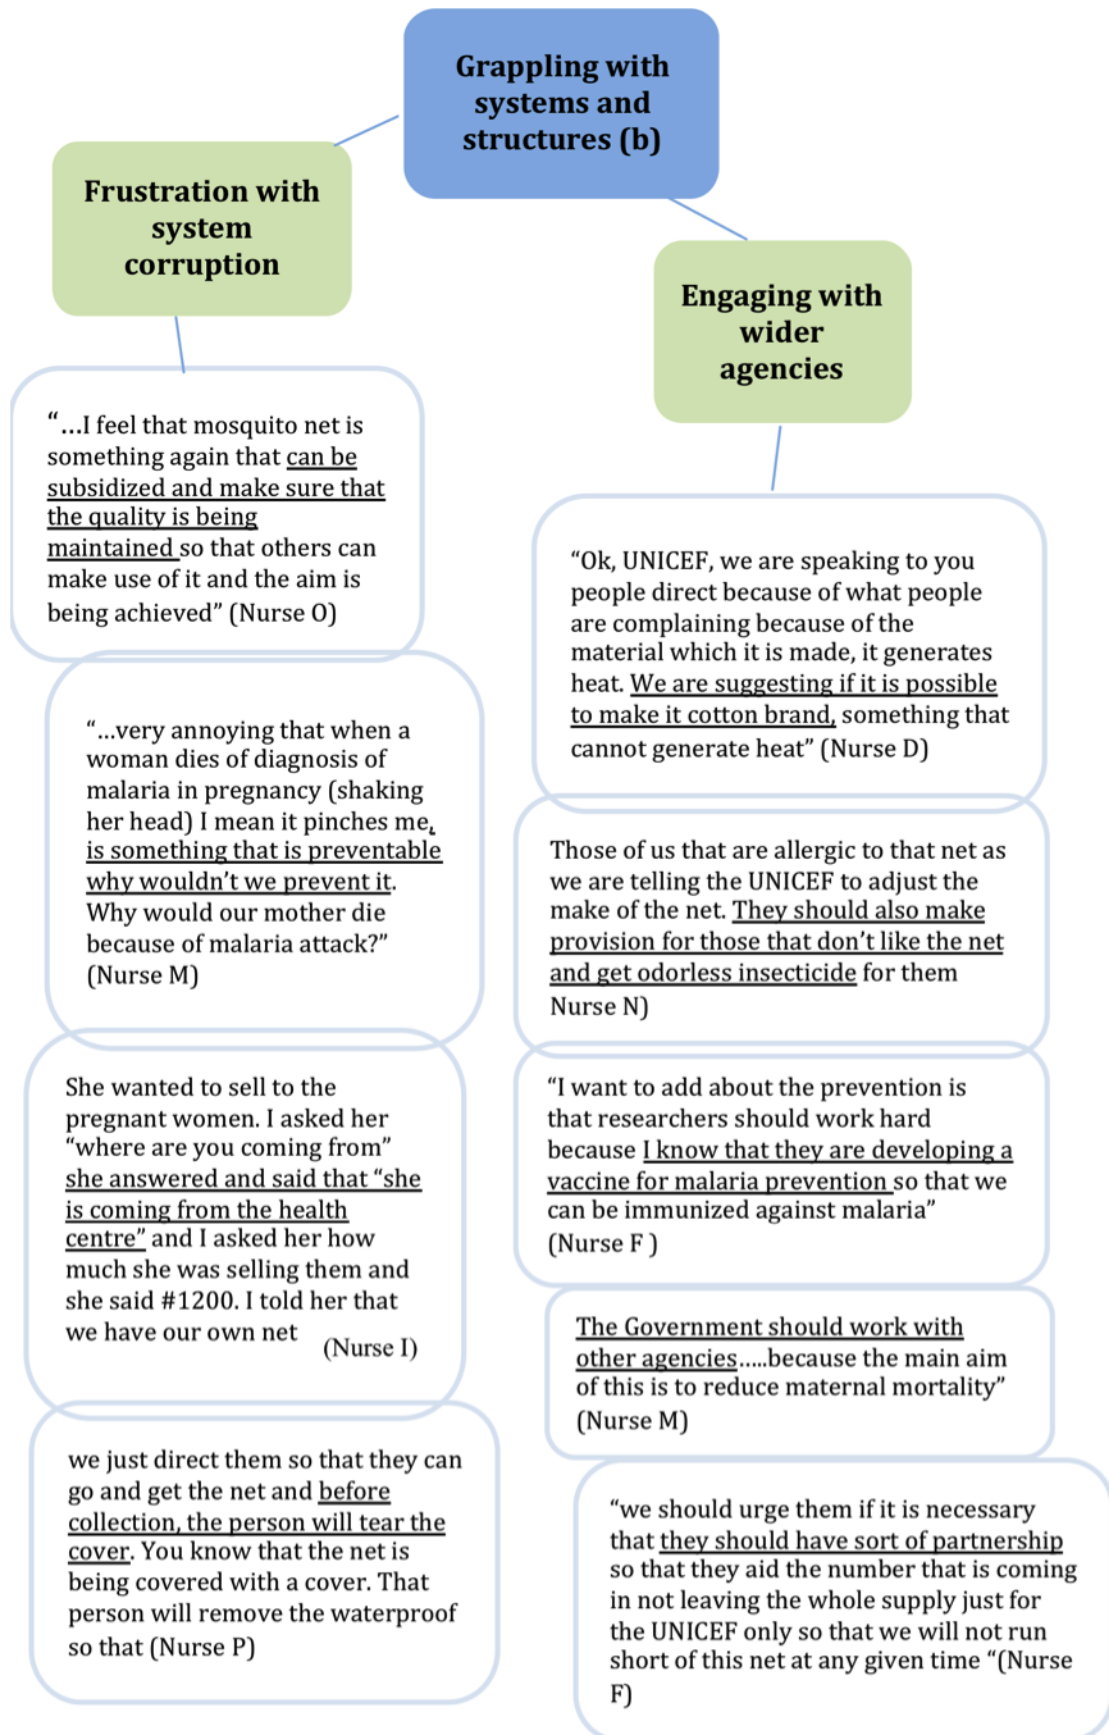 Grappling with
systems and
structures (b)
Frustration with
system
corruption
“...I feel that mosquito net is
something again that can be
subsidized and make sure that
the quality is being
maintained so that others can
make use of it and the aim is
being achieved” (Nurse O)
“...very annoying that when a
woman dies of diagnosis of
malaria in pregnancy (shaking
her head) I mean it pinches me,
is something that is preventable
why wouldn’t we prevent it.
Why would our mother die
because of malaria attack?”
(Nurse M)
She wanted to sell to the
pregnant women. I asked her
“where are you coming from”
she answered and said that “she
is coming from the health
centre” and I asked her how
much she was selling them and
she said #1200. I told her that
we have our own net
(Nurse I)
we just direct them so that they can
go and get the net and before
collection, the person will tear the
cover. You know that the net is
being covered with a cover. That
person will remove the waterproof
so that (Nurse P)
Engaging with
wider
agencies
“Ok, UNICEF, we are speaking to you
people direct because of what people
are complaining because of the
material which it is made, it generates
heat. We are suggesting if it is possible
to make it cotton brand, something that
cannot generate heat” (Nurse D)
Those of us that are allergic to that net as
we are telling the UNICEF to adjust the
make of the net. They should also make
provision for those that don’t like the net
and get odorless insecticide for them
Nurse N)
“I want to add about the prevention is
that researchers should work hard
because I know that they are developing a
vaccine for malaria prevention so that we
can be immunized against malaria”
(Nurse F )
The Government should work with
other agencies.....because the main aim
of this is to reduce maternal mortality”
(Nurse M)
“we should urge them if it is necessary
that they should have sort of partnership
so that they aid the number that is coming
in not leaving the whole supply just for
the UNICEF only so that we will not run
short of this net at any given time “(Nurse
F)